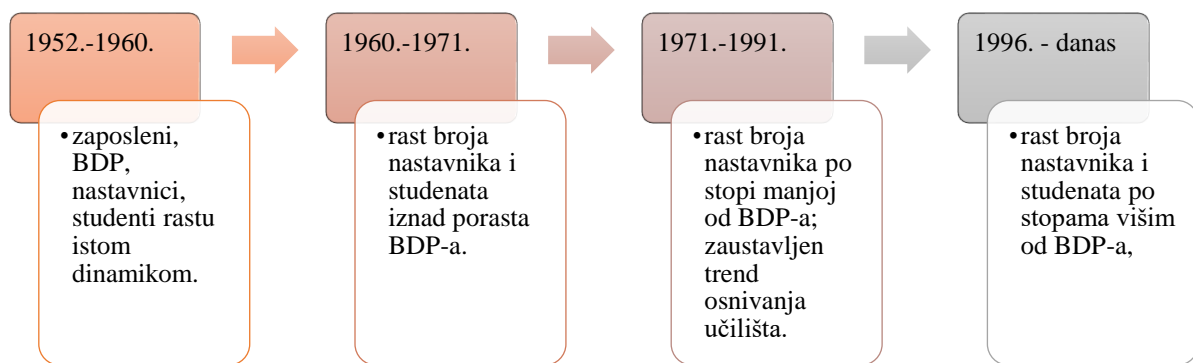 1952.-1960.
•zaposleni,
BDP,
nastavnici,
studenti rastu
istom
dinamikom.
1960.-1971.
•rast broja
nastavnika i
studenata
iznad porasta
BDP-a.
1971.-1991.
•rast broja
nastavnika po
stopi manjoj
od BDP-a;
zaustavljen
trend
osnivanja
učilišta.
1996. - danas
•rast broja
nastavnika i
studenata po
stopama višim
od BDP-a,